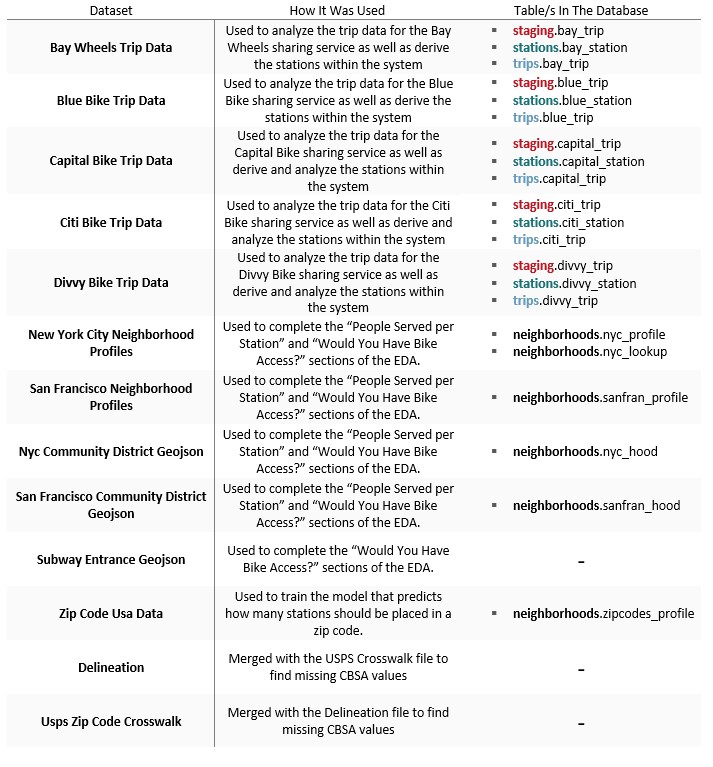 Dataset
How It Was Used
Table/s In The Database
Bay Wheels Trip Data
Used to analyze the trip data for the Bay
Wheels sharing service as well as derive
the stations within the system
▪ staging.bay_trip
▪ stations.bay_station
▪ trips.bay_trip
Blue Bike Trip Data
Used to analyze the trip data for the Blue
Bike sharing service as well as derive the
stations within the system
▪ staging.blue_trip
▪ stations.blue_station
▪ trips.blue_trip
Capital Bike Trip Data
Used to analyze the trip data for the
Capital Bike sharing service as well as
derive and analyze the stations within
the system
▪ staging.capital_trip
▪ stations.capital_station
▪ trips.capital_trip
Citi Bike Trip Data
Used to analyze the trip data for the Citi
Bike sharing service as well as derive and
analyze the stations within the system
▪ staging.citi_trip
▪ stations.citi_station
▪ trips.citi_trip
Divvy Bike Trip Data
Used to analyze the trip data for the
Divvy Bike sharing service as well as
derive and analyze the stations within
the system
▪ staging.divvy_trip
▪ stations.divvy_station
▪ trips.divvy_trip
New York City Neighborhood
Profiles
Used to complete the “People Served per
Station” and “Would You Have Bike
Access?” sections of the EDA.
▪ neighborhoods.nyc_profile
▪ neighborhoods.nyc_lookup
San Francisco Neighborhood
Profiles
Used to complete the “People Served per
Station” and “Would You Have Bike
Access?” sections of the EDA.
▪ neighborhoods.sanfran_profile
Nyc Community District Geojson
Used to complete the “People Served per
Station” and “Would You Have Bike
Access?” sections of the EDA.
▪ neighborhoods.nyc_hood
San Francisco Community District
Geojson
Used to complete the “People Served per
Station” and “Would You Have Bike
Access?” sections of the EDA.
▪ neighborhoods.sanfran_hood
Subway Entrance Geojson
Used to complete the “Would You Have
Bike Access?” sections of the EDA.
–
Zip Code Usa Data
Used to train the model that predicts
how many stations should be placed in a
zip code.
▪ neighborhoods.zipcodes_profile
Delineation
Merged with the USPS Crosswalk file to
find missing CBSA values
–
Usps Zip Code Crosswalk
Merged with the Delineation file to find
missing CBSA values
–